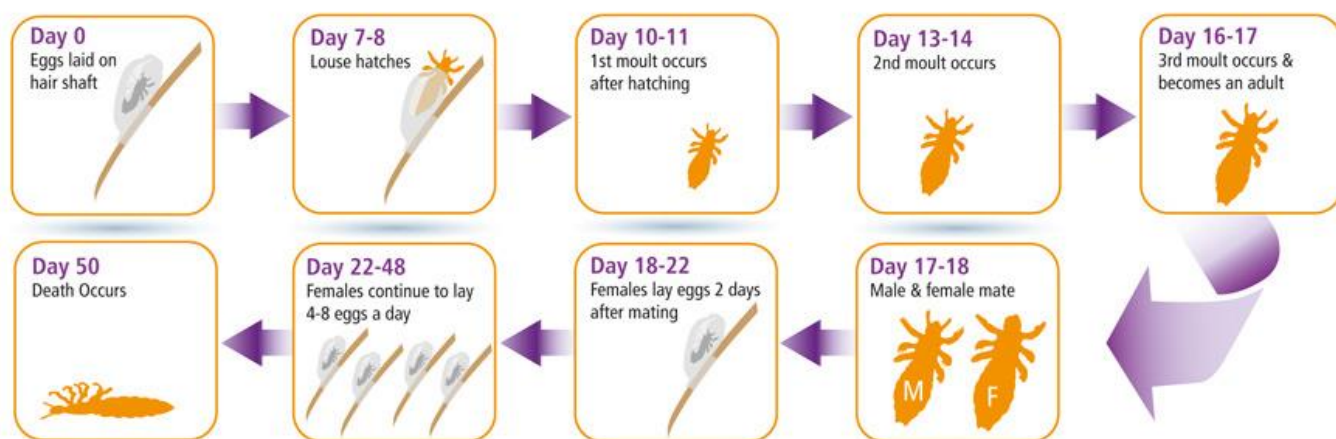 Day 0
Eggs laid on
hair shaft
Day 7-8
Louse hatches
Day 10-11
1st moult occurs
after hatching
Day 13-14
2nd moult occurs
Day 16-17
3rd moult occurs &
becomes an adult
Day 17-18
Male & female mate
M
F
Day 18-22
Females lay eggs 2 days
after mating
Day 22-48
Females continue to lay
4-8 eggs a day
Day 50
Death Occurs